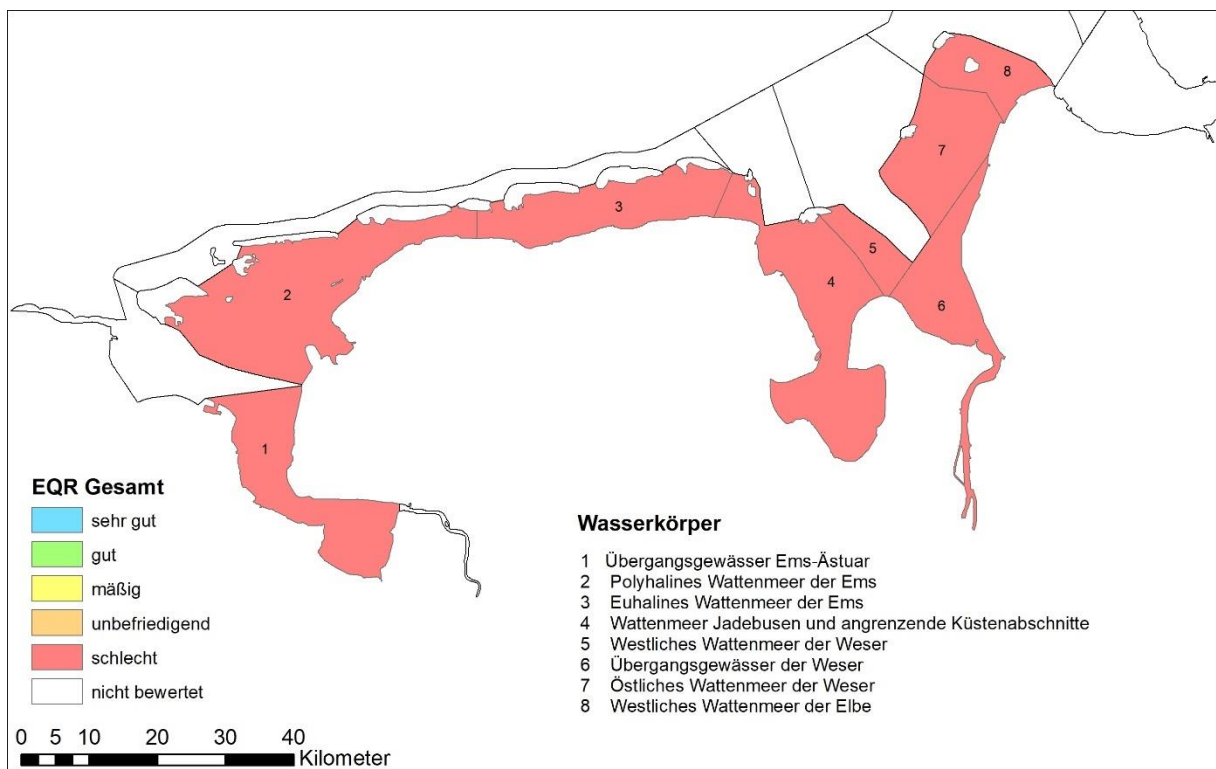 8
7
3
5
2
4
6
1
EQR Gesamt
sehr gut
gut
mäßig
unbefriedigend
schlecht
nicht bewertet
0 5 10 20 30 40
Kilometer
Wasserkörper
1 Übergangsgewässer Ems-Ästuar
2 Polyhalines Wattenmeer der Ems
3 Euhalines Wattenmeer der Ems
4 Wattenmeer Jadebusen und angrenzende Küstenabschnitte
5 Westliches Wattenmeer der Weser
6 Übergangsgewässer der Weser
7 Östliches Wattenmeer der Weser
8 Westliches Wattenmeer der Elbe